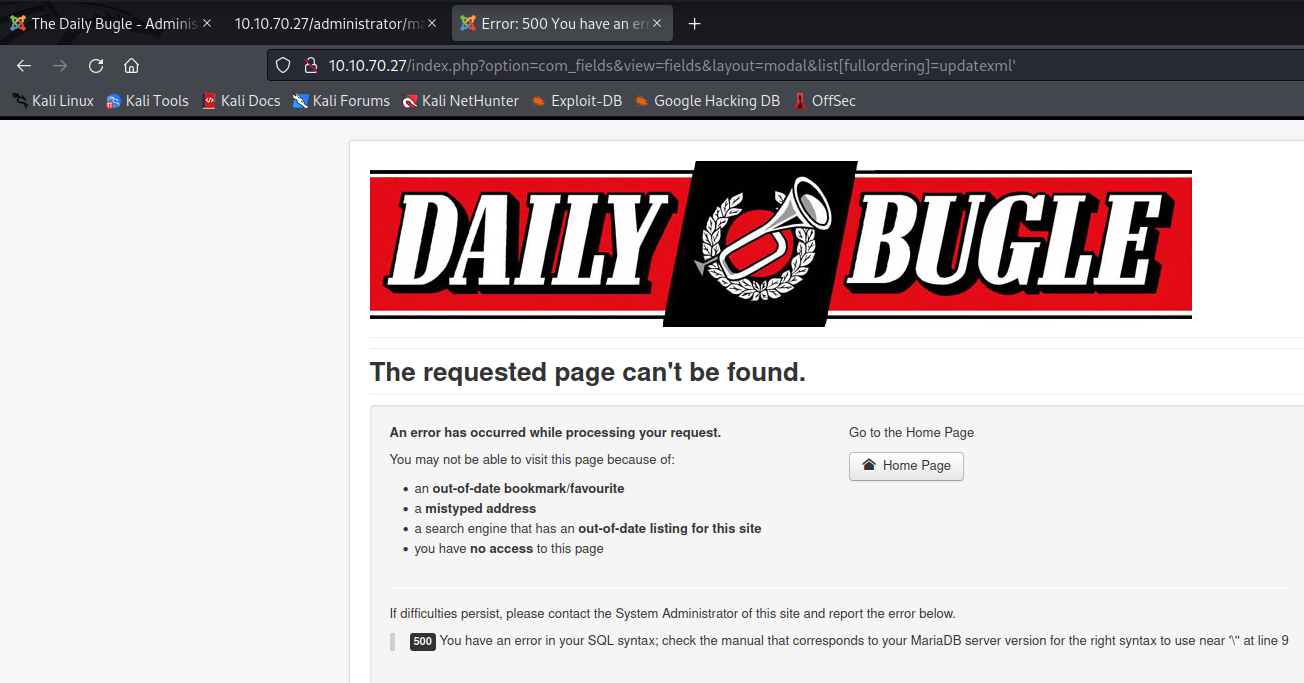 The Daily Bugle - Adminis
10.10.70.27/administrator/ma
Error: 500 You have an err
10.10.70.27/index.php?option=com_fields&view=fields&layout=modal&list[fullordering]=updatexml'
Kali Linux Kali Tools Kali Docs Kali Forums Kali NetHunter Exploit-DB Google Hacking DB OffSec
DAILY BUGLE
The requested page can't be found.
An error has occurred while processing your request.
You may not be able to visit this page because of:
• an out-of-date bookmark/favourite
• a mistyped address
• a search engine that has an out-of-date listing for this site
• you have no access to this page
Go to the Home Page
Home Page
If difficulties persist, please contact the System Administrator of this site and report the error below.
500 You have an error in your SQL syntax; check the manual that corresponds to your MariaDB server version for the right syntax to use near '\'' at line 9